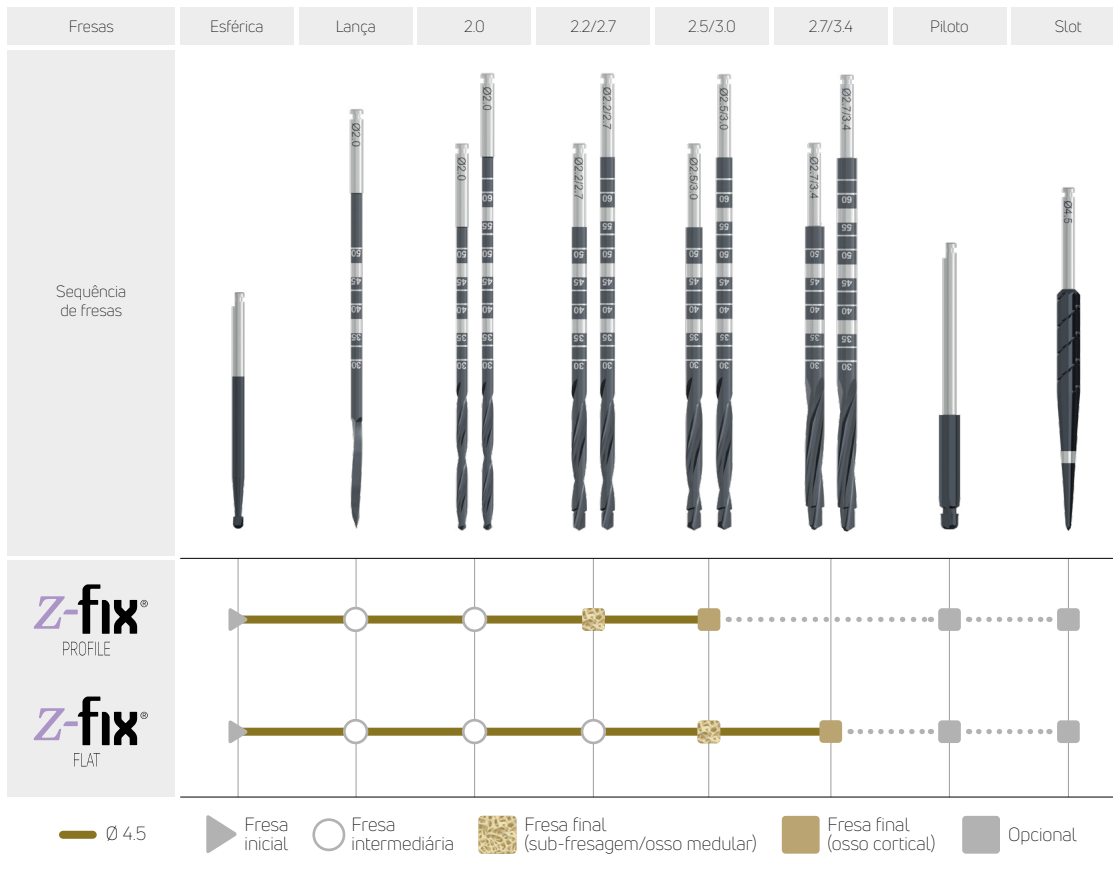 Fresas
Esférica
Lança
2.0
2.2/2.7
2.5/3.0
2.7/3.4
Piloto
Slot
Sequência
de fresas
Ø2.0
50
45
40
35
30
Ø2.0
50
45
40
35
30
Ø2.0
60
55
50
45
40
35
30
Ø2.2/2.7
50
45
40
35
30
Ø2.2/2.7
60
55
50
45
40
35
30
Ø2.5/3.0
50
45
40
35
30
Ø2.5/3.0
60
55
50
45
40
35
30
Ø2.7/3.4
50
45
40
35
30
Ø2.7/3.4
60
55
50
45
40
35
30
Ø4.5
z-fix®
PROFILE
z-fix®
FLAT
Ø 4.5
Fresa
inicial
Fresa
intermediária
Fresa final
(sub-fresagem/osso medular)
Fresa final
(osso cortical)
Opcional